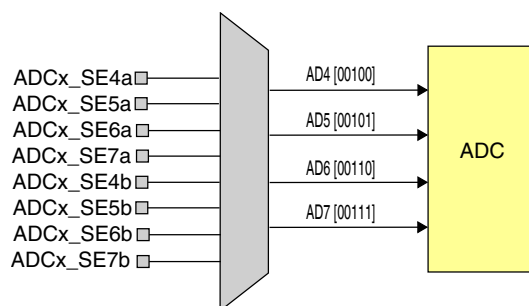 ADCx_SE4a
ADCx_SE5a
ADCx_SE6a
ADCx_SE7a
ADCx_SE4b
ADCx_SE5b
ADCx_SE6b
ADCx_SE7b
AD4 [00100]
AD5 [00101]
AD6 [00110]
AD7 [00111]
ADC